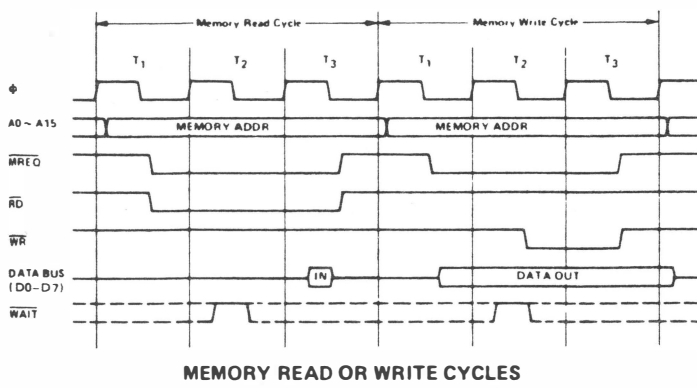 Memory Read Cycle Memory Write Cycle
T1 T2 T3 T1 T2 T3
Φ
A0 ~ A15 MEMORY ADDR MEMORY ADDR
MREQ
RD
WR
DATA BUS IN DATA OUT
(D0-D7)
WAIT
MEMORY READ OR WRITE CYCLES